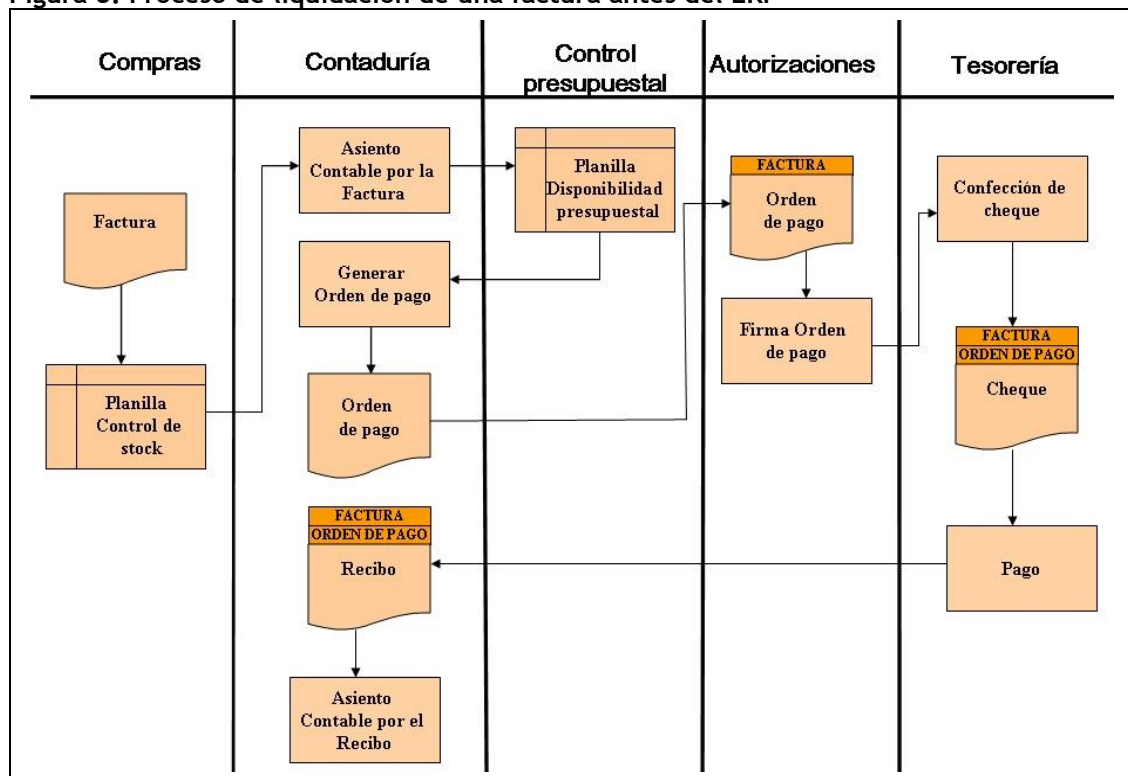 Figura 6. Proceso de liquidación de una factura antes del ERP
Compras
Contaduría
Control
presupuestal
Autorizaciones
Tesorería
Factura
Planilla
Control de
stock
Asiento
Contable por la
Factura
Planilla
Disponibilidad
presupuestal
Generar
Orden de pago
Orden
de pago
FACTURA
Orden
de pago
Firma Orden
de pago
Confección de
cheque
FACTURA
ORDEN DE PAGO
Cheque
Pago
FACTURA
ORDEN DE PAGO
Recibo
Asiento
Contable por el
Recibo